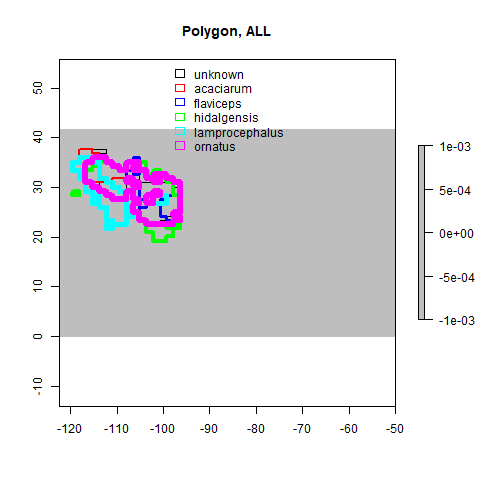 Polygon, ALL
unknown
acaciarum
flaviceps
hidalgensis
lamprocephalus
ornatus
50
40
30
20
10
0
-10
-120 -110 -100 -90 -80 -70 -60 -50
1e-03
5e-04
0e+00
-5e-04
-1e-03